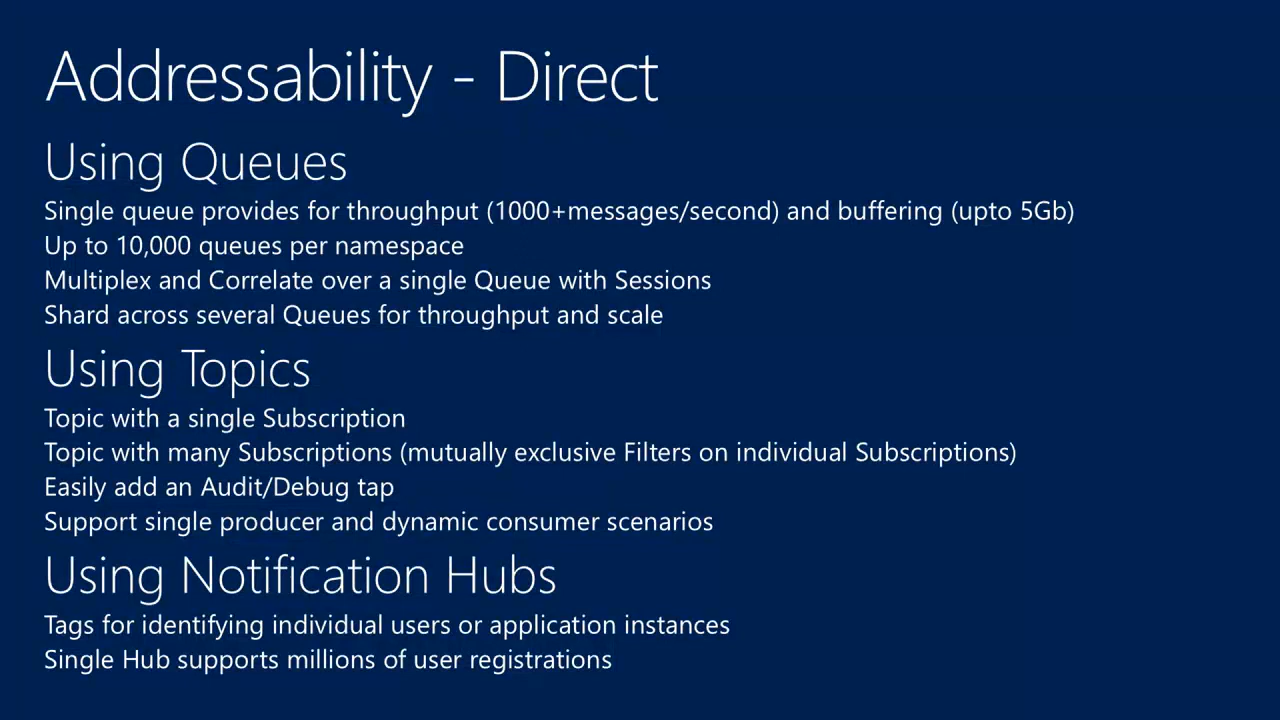 Addressability - Direct
Using Queues
Single queue provides for throughput (1000+messages/second) and buffering (upto 5Gb)
Up to 10,000 queues per namespace
Multiplex and Correlate over a single Queue with Sessions
Shard across several Queues for throughput and scale
Using Topics
Topic with a single Subscription
Topic with many Subscriptions (mutually exclusive Filters on individual Subscriptions)
Easily add an Audit/Debug tap
Support single producer and dynamic consumer scenarios
Using Notification Hubs
Tags for identifying individual users or application instances
Single Hub supports millions of user registrations